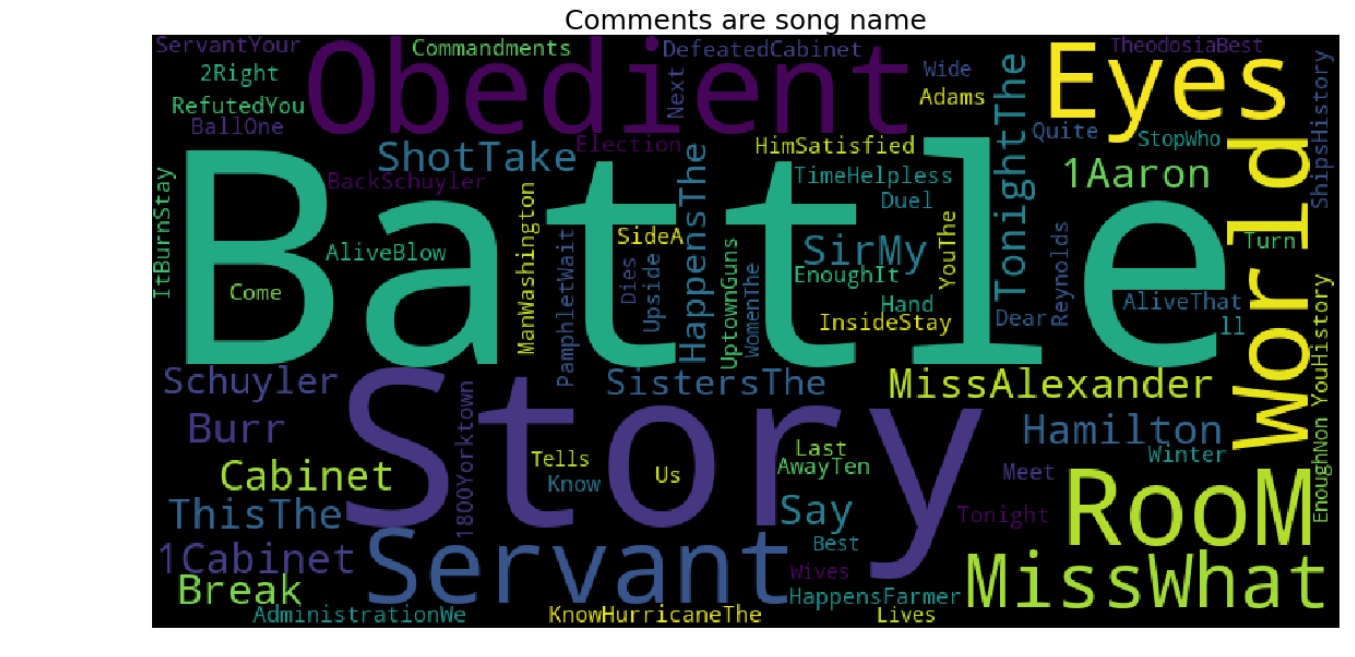 Comments are song name
ServantYour
Commandments
DefeatedCabinet
TheodosiaBest
2Right
Obedient
Next
Wide
Eyes
ShipsHistory
RefutedYou
Adams
BallOne
Quite
StopWho
Election
HimSatisfied
ShotTake
TonightThe
World
BackSchuyler
HappensThe
TimeHelpless
1Aaron
ItBurnStay
Battle
ManWashington
PamphletWait
Duel
SideA
YouThe
AliveBlow
SirMy
Reynolds
Turn
Dies
Upside
UptownGuns
WomenThe
EnoughIt
Come
Hand
AliveThat
InsideStay
Dear
ll
YouHistory
Schuyler
SistersThe
MissAlexander
Story
Burr
1800Yorktown
Hamilton
EnoughNon
Cabinet
Tells
Last
Winter
Know
Us
AwayTen
Meet
ThisThe
Say
RooM
Tonight
1Cabinet
Servant
Best
Break
Wives
MissWhat
HappensFarmer
AdministrationWe
KnowHurricaneThe
Lives